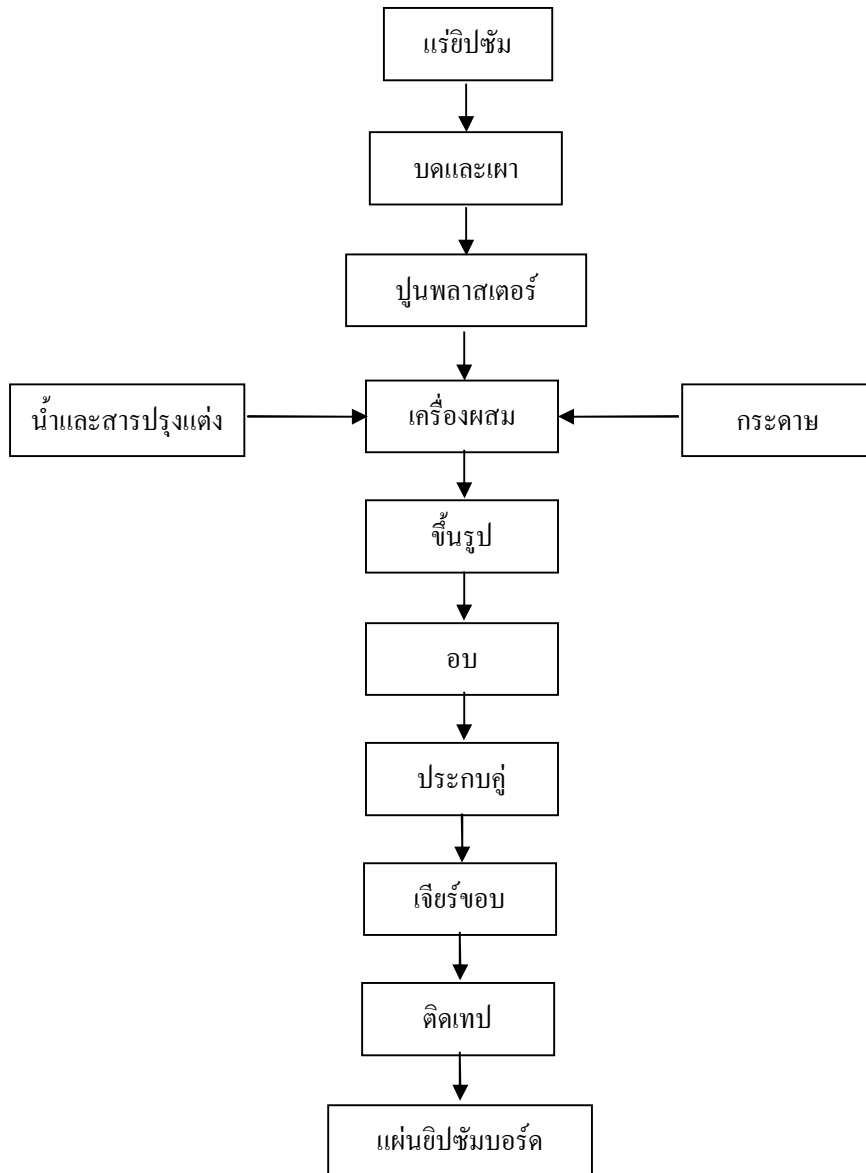 แร่ยิปซัม
บดและเผา
ปูนพลาสเตอร์
น้ำและสารปรุงแต่ง
เครื่องผสม
กระดาษ
ขึ้นรูป
อบ
ประกบคู่
เจียร์ขอบ
ติดเทป
แผ่นยิปซัมบอร์ด